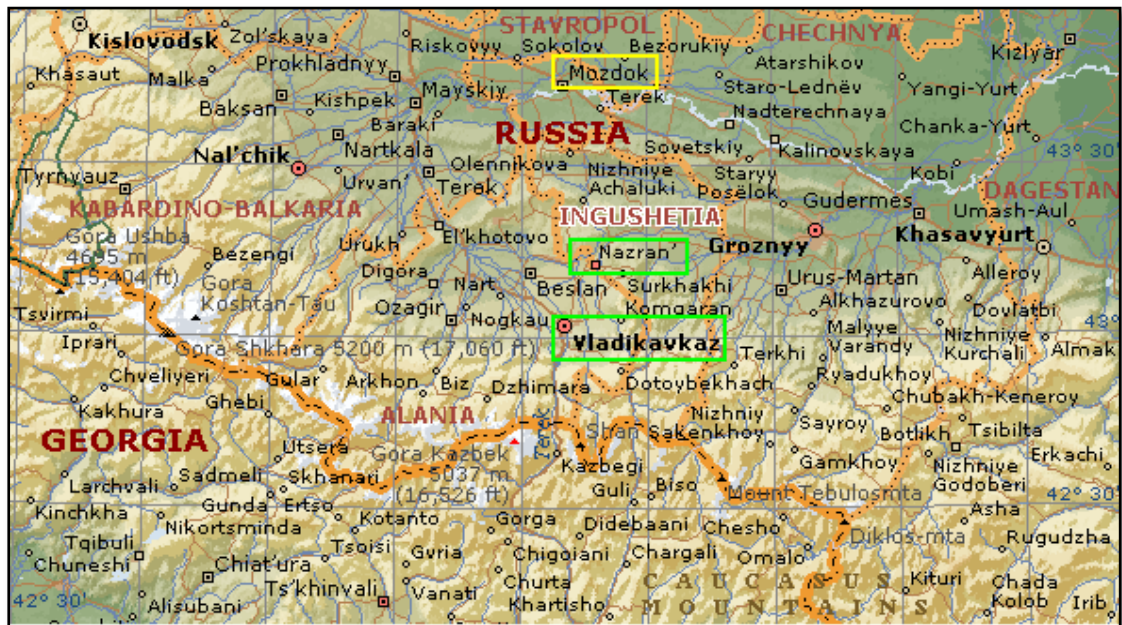 STAVROPOL
CHECHNYA
Kislovodsk
Zol'skaya
Riskovyy
Sokolov
Bezorukiy
Kizlyar
Khasaut
Malka
Prokhladnyy
Mozdok
Atarshikov
Baksan
Kishpek
Mayskiy
Terek
Staro-Lednëv
Yangi-Yurt
Nadterechnaya
Baraki
RUSSIA
Chanka-Yurt
Nal'chik
Nartkala
Olennikova
Sovetskiy
Kalinovskaya
43° 30'
Tyrnyauz
Urvan'
Terek
Nizhniye
Achaluki
Staryy
Posëlok
Kobi
DAGESTAN
KABARDINO-BALKARIA
INGUSHETIA
Gudermes
Umash-Aul
Gora Ushba
4695 m
(15,404 ft)
Urukh
El'khotovo
Groznyy
Khasavyurt
Bezengi
Nazran'
Digora
Nart
Beslan
Surkhakhi
Urus-Martan
Alleroy
Gora
Koshtan-Tau
Ozagir
Nogkau
Komgaran
Alkhazurovo
Dovlatbi
Tsvirmi
Vladikavkaz
Malyye
Varandy
Nizhniye
Kurchali
43°
Iprari
Gora Shkhara 5200 m (17,060 ft)
Terkhi
Almak
Chveliyeri
Gular
Arkhon
Biz
Dzhimara
Dotoybekhach
Ryadukhoy
Kakhura
Ghebi
ALANIA
Nizhniy
Chubakh-Keneroy
GEORGIA
Utsera
Terek
Shan
Sakenkhoy
Sayroy
Botlikh
Tsibilta
Gora Kazbek
5037 m
(16,526 ft)
Kazbegi
Gamkhoy
Erkachi
Larchvali
Sadmeli
Skhanari
Guli
Biso
Mount Tebulosmta
Nizhniye
Godoberi
42° 30'
Kinchkha
Gunda
Ertso
Nikortsminda
Kotanto
Gorga
Didebaani
Chesho
Asha
Diklos-mta
Rugudzha
Tqibuli
Chuneshi
Chiat'ura
Tsoisi
Gvria
Chigoiani
Chargali
Omalo
42° 30'
Ts'khinvali
Vanati
Churta
CAUCASUS
MOUNTAINS
Kituri
Chada
Kolob
Alisubani
Khartisho
Irib